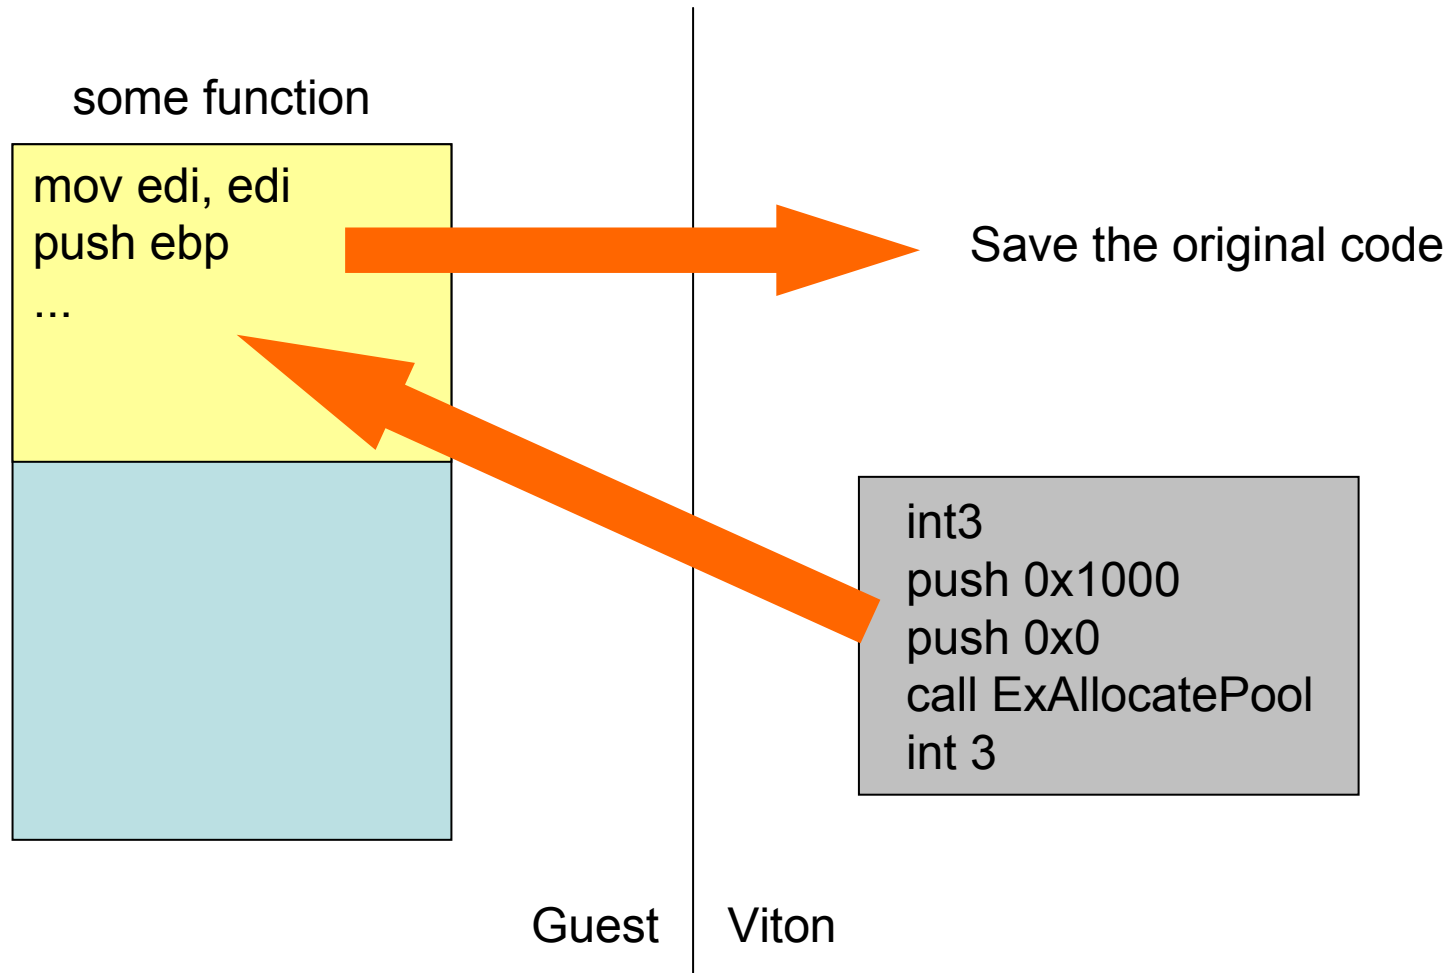 some function
mov edi, edi
push ebp
...
Save the original code
int3
push 0x1000
push 0x0
call ExAllocatePool
int 3
Guest
Viton